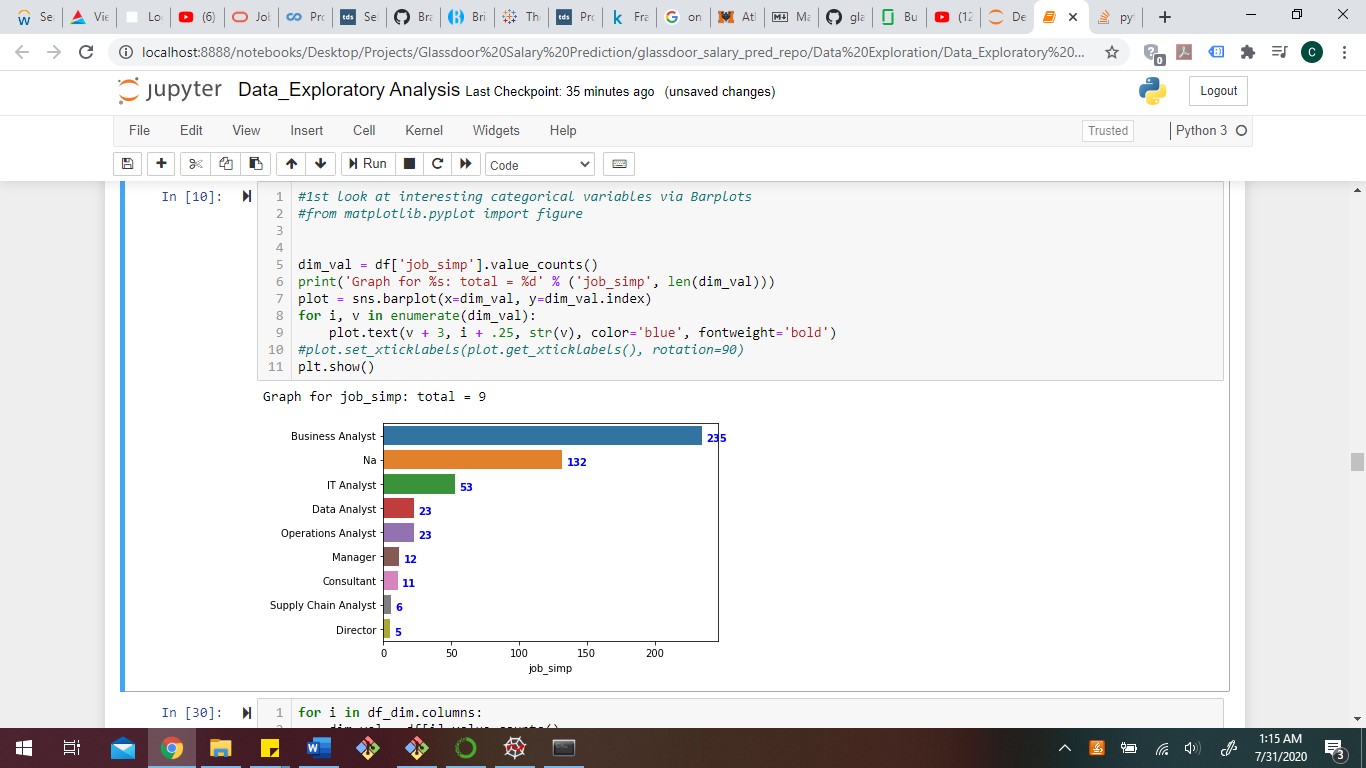 Se
Vie
Lo
(6)
Jol
Pro
Sei
Bra
Bri
Th
Pro
Fra
on
Atl
Ma
gla
Bu
(12
De
py
localhost:8888/notebooks/Desktop/Projects/Glassdoor%20Salary%20Prediction/glassdoor_salary_pred_repo/Data%20Exploration/Data_Exploratory%20...
0
C
jupyter Data_Exploratory Analysis Last Checkpoint: 35 minutes ago (unsaved changes)
Logout
File Edit View Insert Cell Kernel Widgets Help
Trusted
Python 3
Run
Code
In [10]:
1 #1st look at interesting categorical variables via Barplots
2 #from matplotlib.pyplot import figure
3
4
5 dim_val = df['job_simp'].value_counts()
6 print('Graph for %s: total = %d' % ('job_simp', len(dim_val)))
7 plot = sns.barplot(x=dim_val, y=dim_val.index)
8 for i, v in enumerate(dim_val):
9 plot.text(v + 3, i + .25, str(v), color='blue', fontweight='bold')
10 #plot.set_xticklabels(plot.get_xticklabels(), rotation=90)
11 plt.show()
Graph for job_simp: total = 9
Business Analyst 235
Na 132
IT Analyst 53
Data Analyst 23
Operations Analyst 23
Manager 12
Consultant 11
Supply Chain Analyst 6
Director 5
0 50 100 150 200
job_simp
In [30]:
1 for i in df_dim.columns:
1:15 AM
7/31/2020
3